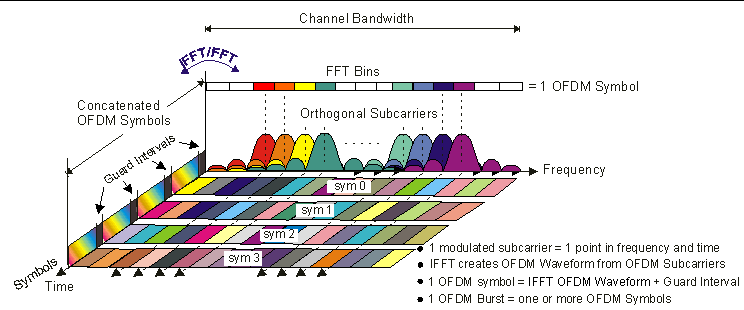 Channel Bandwidth
IFFT/FFT
FFT Bins
= 1 OFDM Symbol
Concatenated
OFDM Symbols
Orthogonal Subcarriers
Guard Intervals
Frequency
sym 0
sym 1
sym 2
sym 3
Symbols
Time
● 1 modulated subcarrier = 1 point in frequency and time
● IFFT creates OFDM Waveform from OFDM Subcarriers
● 1 OFDM symbol = IFFT OFDM Waveform + Guard Interval
● 1 OFDM Burst = one or more OFDM Symbols